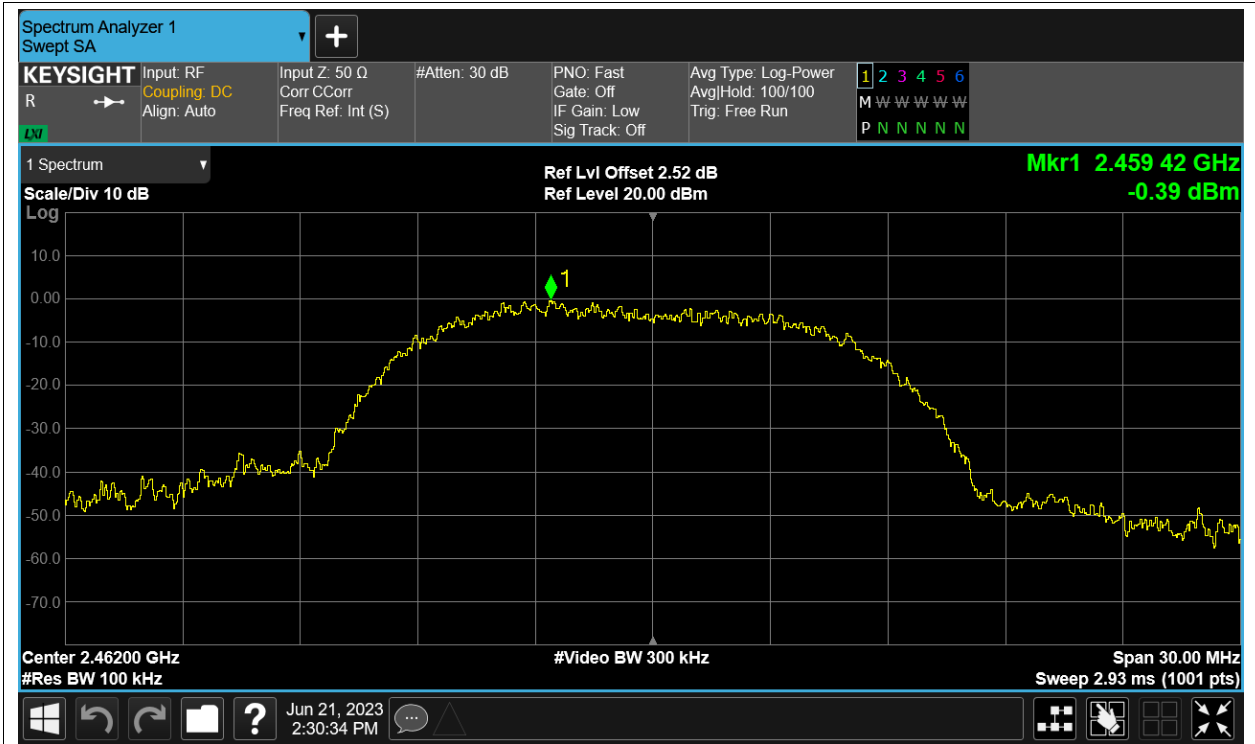 Spectrum Analyzer 1
Swept SA
KEYSIGHT
R
LXI
Input: RF
Coupling: DC
Align: Auto
Input Z: 50 Ω
Corr CCorr
Freq Ref: Int (S)
#Atten: 30 dB
PNO: Fast
Gate: Off
IF Gain: Low
Sig Track: Off
Avg Type: Log-Power
Avg|Hold: 100/100
Trig: Free Run
1 2 3 4 5 6
M W W W W W
P N N N N N
1 Spectrum
Scale/Div 10 dB
Ref Lvl Offset 2.52 dB
Ref Level 20.00 dBm
Mkr1 2.459 42 GHz
-0.39 dBm
Log
10.0
0.00
-10.0
-20.0
-30.0
-40.0
-50.0
-60.0
-70.0
1
Center 2.46200 GHz
#Res BW 100 kHz
#Video BW 300 kHz
Span 30.00 MHz
Sweep 2.93 ms (1001 pts)
?
Jun 21, 2023
2:30:34 PM